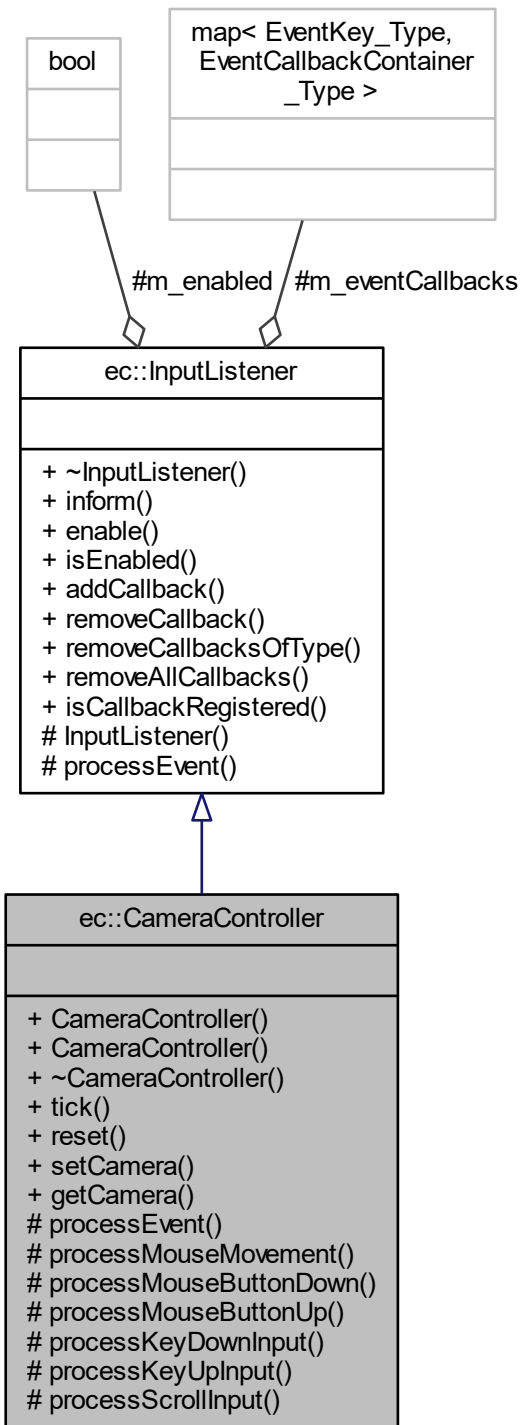 bool
map< EventKey_Type,
EventCallbackContainer
_Type >
#m_enabled
#m_eventCallbacks
ec::InputListener
+ ~InputListener()
+ inform()
+ enable()
+ isEnabled()
+ addCallback()
+ removeCallback()
+ removeCallbacksOfType()
+ removeAllCallbacks()
+ isCallbackRegistered()
# InputListener()
# processEvent()
ec::CameraController
+ CameraController()
+ CameraController()
+ ~CameraController()
+ tick()
+ reset()
+ setCamera()
+ getCamera()
# processEvent()
# processMouseMovement()
# processMouseButtonDown()
# processMouseButtonUp()
# processKeyDownInput()
# processKeyUpInput()
# processScrollInput()